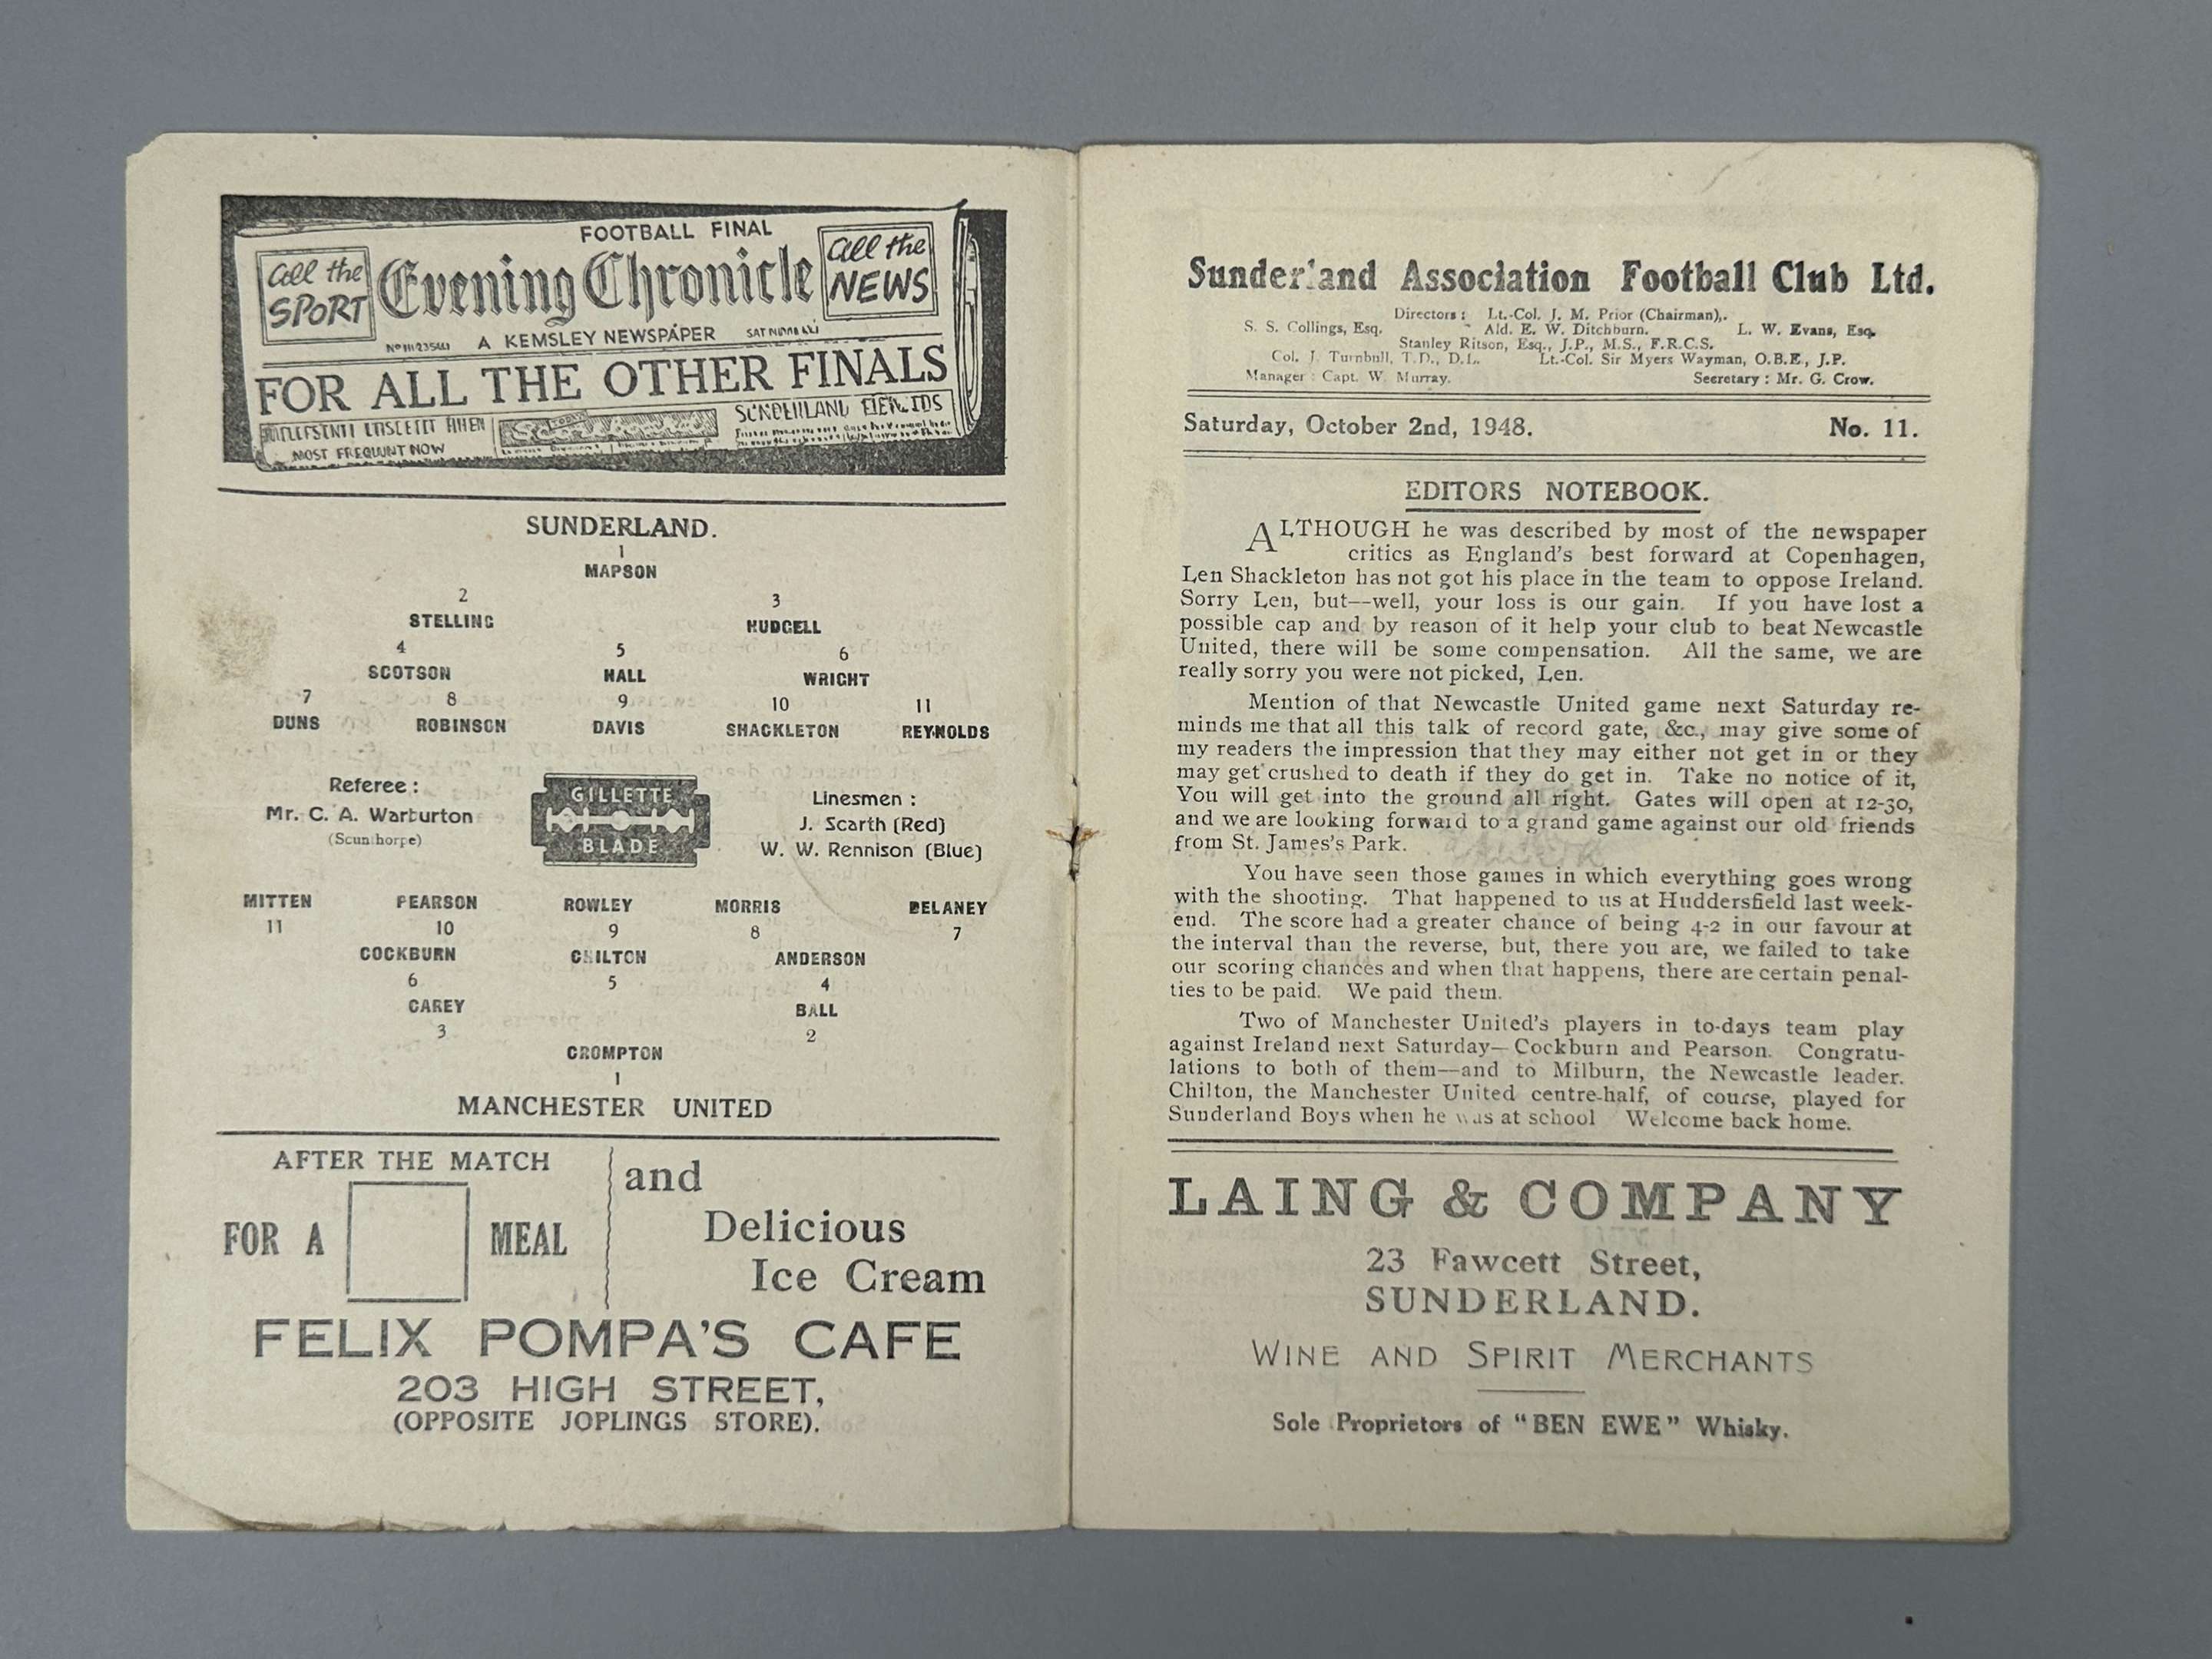 FOOTBALL FINAL
All the SPORT
Evening Chronicle
All the NEWS
A KEMSLEY NEWSPAPER
FOR ALL THE OTHER FINALS
MOST FREQUUNT NOW
SUNDERLAND.
1
MAPSON
2 3
STELLING HUDGELL
4 5 6
SCOTSON HALL WRIGHT
7 8 9 10 11
DUNS ROBINSON DAVIS SHACKLETON REYNOLDS
Referee :
Mr. C. A. Warburton
(Scunthorpe)
GILLETTE
BLADE
Linesmen :
J. Scarth (Red)
W. W. Rennison (Blue)
MITTEN PEARSON ROWLEY MORRIS DELANEY
11 10 9 8 7
COCKBURN CHILTON ANDERSON
6 5 4
CAREY BALL
3 2
CROMPTON
1
MANCHESTER UNITED
AFTER THE MATCH
FOR A MEAL
and
Delicious
Ice Cream
FELIX POMPA'S CAFE
203 HIGH STREET,
(OPPOSITE JOPLINGS STORE).
Sunderland Association Football Club Ltd.
Directors : Lt.-Col. J. M. Prior (Chairman),.
S. S. Collings, Esq. Ald. E. W. Ditchburn. L. W. Evans, Esq.
Stanley Ritson, Esq., J.P., M.S., F.R.C.S.
Col. J. Turnbull, T.D., D.L. Lt.-Col. Sir Myers Wayman, O.B.E., J.P.
Manager : Capt. W. Murray. Secretary : Mr. G. Crow.
Saturday, October 2nd, 1948. No. 11.
EDITORS NOTEBOOK.
ALTHOUGH he was described by most of the newspaper
critics as England's best forward at Copenhagen,
Len Shackleton has not got his place in the team to oppose Ireland.
Sorry Len, but--well, your loss is our gain. If you have lost a
possible cap and by reason of it help your club to beat Newcastle
United, there will be some compensation. All the same, we are
really sorry you were not picked, Len.
Mention of that Newcastle United game next Saturday re-
minds me that all this talk of record gate, &c., may give some of
my readers the impression that they may either not get in or they
may get crushed to death if they do get in. Take no notice of it,
You will get into the ground all right. Gates will open at 12-30,
and we are looking forward to a grand game against our old friends
from St. James's Park.
You have seen those games in which everything goes wrong
with the shooting. That happened to us at Huddersfield last week-
end. The score had a greater chance of being 4-2 in our favour at
the interval than the reverse, but, there you are, we failed to take
our scoring chances and when that happens, there are certain penal-
ties to be paid. We paid them.
Two of Manchester United's players in to-days team play
against Ireland next Saturday—Cockburn and Pearson. Congratu-
lations to both of them—and to Milburn, the Newcastle leader.
Chilton, the Manchester United centre-half, of course, played for
Sunderland Boys when he was at school Welcome back home.
LAING & COMPANY
23 Fawcett Street,
SUNDERLAND.
WINE AND SPIRIT MERCHANTS
Sole Proprietors of "BEN EWE" Whisky.